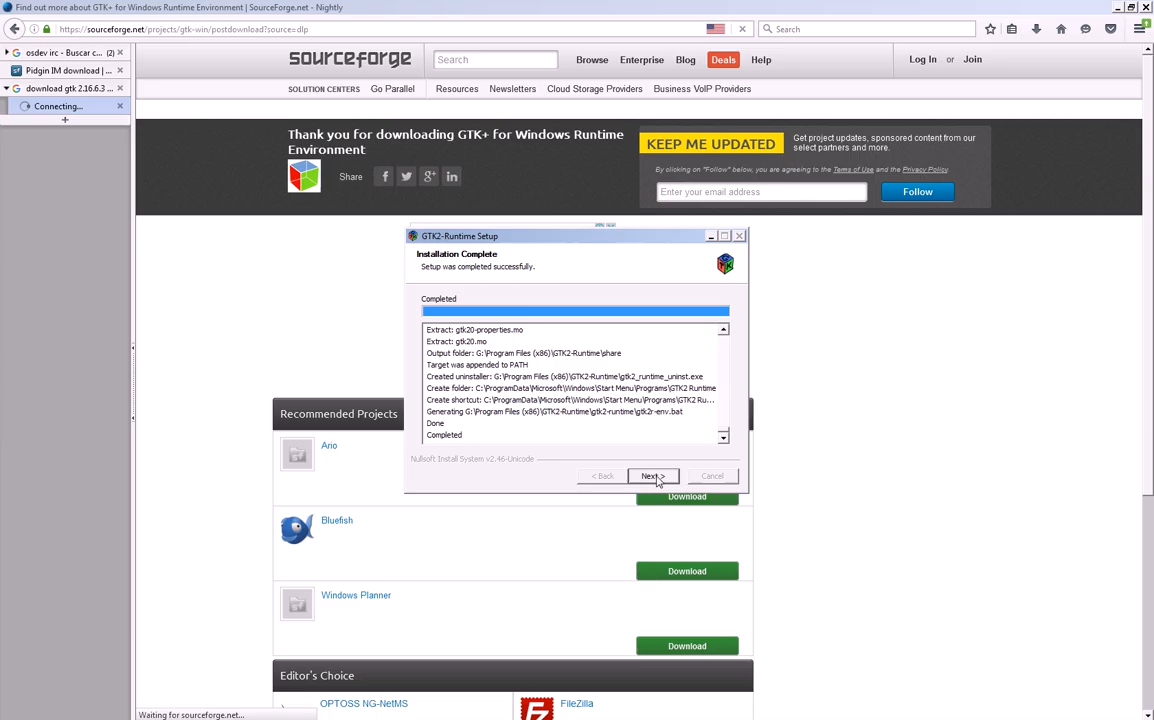 Find out more about GTK+ for Windows Runtime Environment | SourceForge.net - Nightly
https://sourceforge.net/projects/gtk-win/postdownload?source=dlp
Search
osdev irc - Buscar c... (2)
Pidgin IM download | ...
download gtk 2.16.6.3 ...
Connecting...
sourceforge
Search
Browse
Enterprise
Blog
Deals
Help
Log In or Join
SOLUTION CENTERS
Go Parallel
Resources
Newsletters
Cloud Storage Providers
Business VoIP Providers
Thank you for downloading GTK+ for Windows Runtime
Environment
Share
KEEP ME UPDATED
Get project updates, sponsored content from our
select partners and more.
By clicking on "Follow" below, you are agreeing to the Terms of Use and the Privacy Policy.
Enter your email address
Follow
GTK2-Runtime Setup
Installation Complete
Setup was completed successfully.
Completed
Extract: gtk20-properties.mo
Extract: gtk20.mo
Output folder: G:\Program Files (x86)\GTK2-Runtime\share
Target was appended to PATH
Created uninstaller: G:\Program Files (x86)\GTK2-Runtime\gtk2_runtime_uninst.exe
Create folder: C:\ProgramData\Microsoft\Windows\Start Menu\Programs\GTK2 Runtime
Create shortcut: C:\ProgramData\Microsoft\Windows\Start Menu\Programs\GTK2 Ru...
Generating G:\Program Files (x86)\GTK2-Runtime\gtk2-runtime\gtk2r-env.bat
Done
Completed
Nullsoft Install System v2.46-Unicode
< Back
Next >
Cancel
Recommended Projects
Ario
Download
Bluefish
Download
Windows Planner
Download
Editor's Choice
OPTOSS NG-NetMS
FileZilla
Waiting for sourceforge.net...